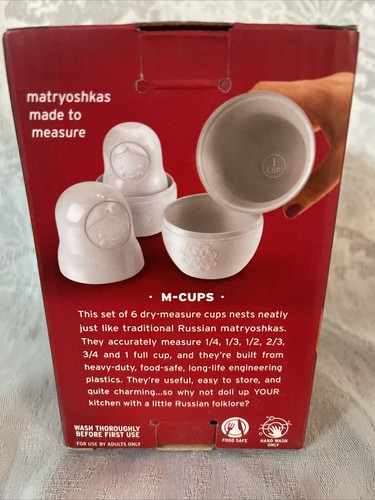 matryoshkas
made to
measure
1
CUP
· M-CUPS ·
This set of 6 dry-measure cups nests neatly
just like traditional Russian matryoshkas.
They accurately measure 1/4, 1/3, 1/2, 2/3,
3/4 and 1 full cup, and they're built from
heavy-duty, food-safe, long-life engineering
plastics. They're useful, easy to store, and
quite charming...so why not doll up YOUR
kitchen with a little Russian folklore?
WASH THOROUGHLY
BEFORE FIRST USE
FOR USE BY ADULTS ONLY
FOOD SAFE
HAND WASH
ONLY